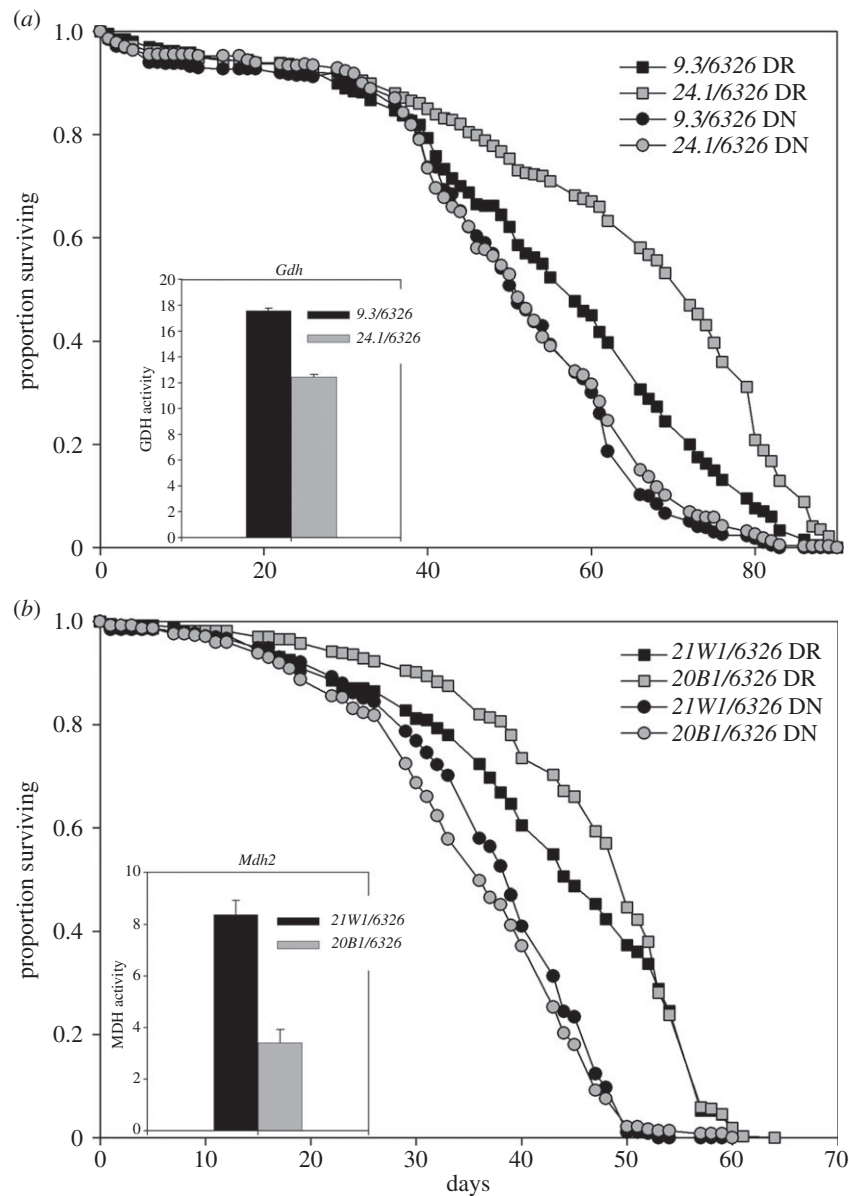 (a)
1.0
0.8
0.6
0.4
0.2
0
proportion surviving
9.3/6326 DR
24.1/6326 DR
9.3/6326 DN
24.1/6326 DN
Gdh
20
18
16
14
12
10
8
6
4
2
0
GDH activity
9.3/6326
24.1/6326
0
20
40
60
80
(b)
1.0
0.8
0.6
0.4
0.2
0
proportion surviving
21W1/6326 DR
20B1/6326 DR
21W1/6326 DN
20B1/6326 DN
Mdh2
10
8
6
4
2
0
MDH activity
21W1/6326
20B1/6326
0
10
20
30
40
50
60
70
days